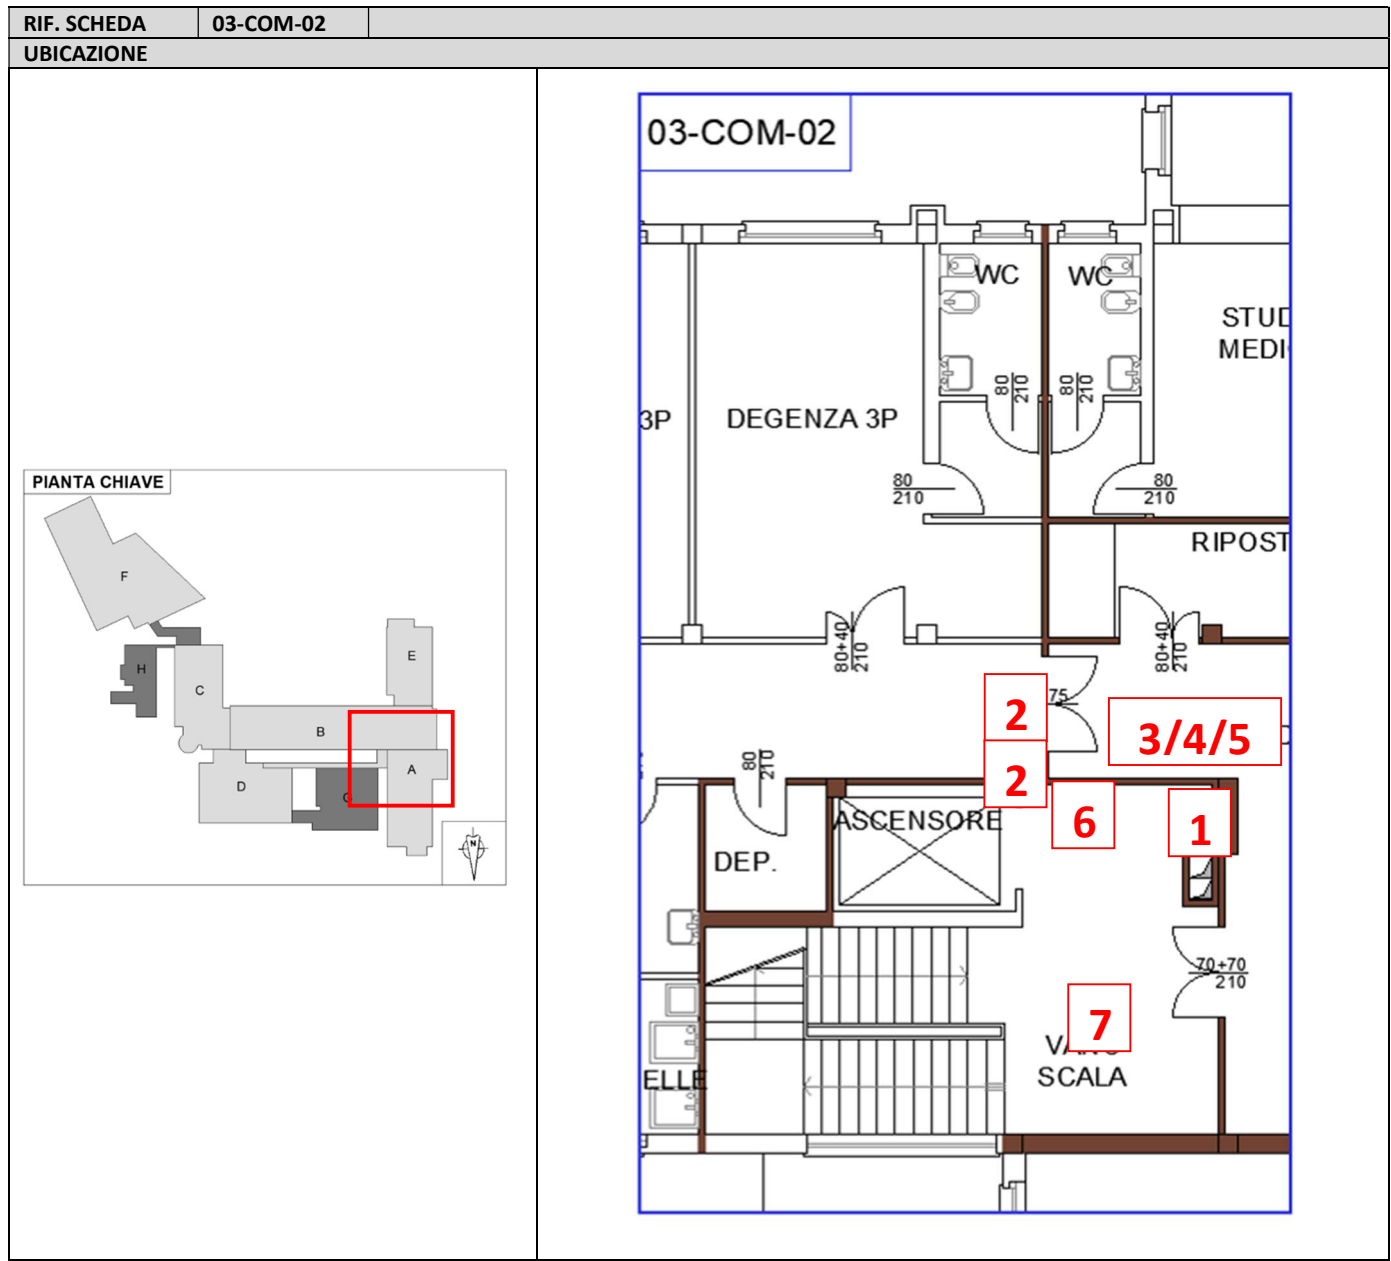 RIF. SCHEDA 03-COM-02
UBICAZIONE
PIANTA CHIAVE
F
H
C
E
B
A
D
N
03-COM-02
WC WC
STUD
MEDI
80
210
80
210
3P
DEGENZA 3P
80
210
80
210
RIPOST
80+40
210
80+40
210
75
2
3/4/5
2
80
210
ASCENSORE
6
1
DEP.
70+70
210
7
SCALA
ELLE